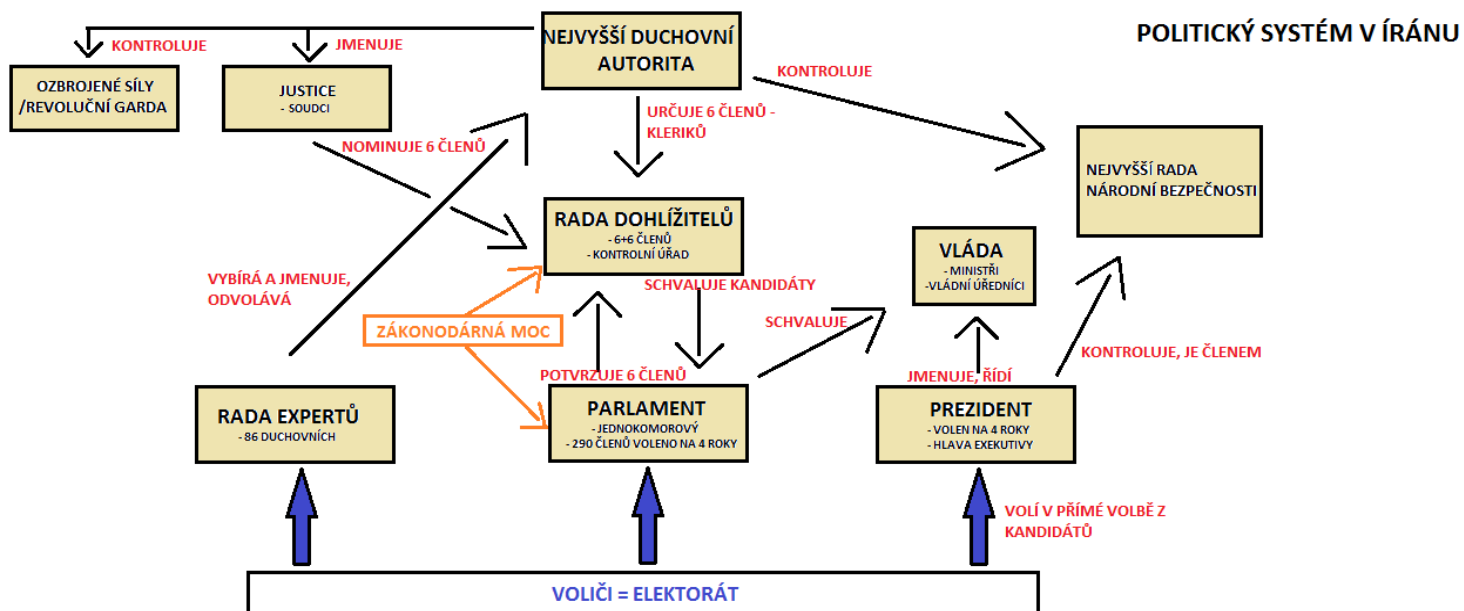 POLITICKÝ SYSTÉM V ÍRÁNU
NEJVYŠŠÍ DUCHOVNÍ
AUTORITA
KONTROLUJE
JMENUJE
KONTROLUJE
OZBROJENÉ SÍLY
/REVOLUČNÍ GARDA
JUSTICE
- SOUDCI
URČUJE 6 ČLENŮ -
KLERIKŮ
NOMINUJE 6 ČLENŮ
NEJVYŠŠÍ RADA
NÁRODNÍ BEZPEČNOSTI
RADA DOHLÍŽITELŮ
- 6+6 ČLENŮ
- KONTROLNÍ ÚŘAD
VLÁDA
- MINISTŘI
-VLÁDNÍ ÚŘEDNÍCI
VYBÍRÁ A JMENUJE,
ODVOLÁVÁ
SCHVALUJE KANDIDÁTY
ZÁKONODÁRNÁ MOC
SCHVALUJE
KONTROLUJE, JE ČLENEM
POTVRZUJE 6 ČLENŮ
JMENUJE, ŘÍDÍ
RADA EXPERTŮ
- 86 DUCHOVNÍCH
PARLAMENT
- JEDNOKOMOROVÝ
- 290 ČLENŮ VOLENO NA 4 ROKY
PREZIDENT
- VOLEN NA 4 ROKY
- HLAVA EXEKUTIVY
VOLÍ V PŘÍMÉ VOLBĚ Z
KANDIDÁTŮ
VOLIČI = ELEKTORÁT